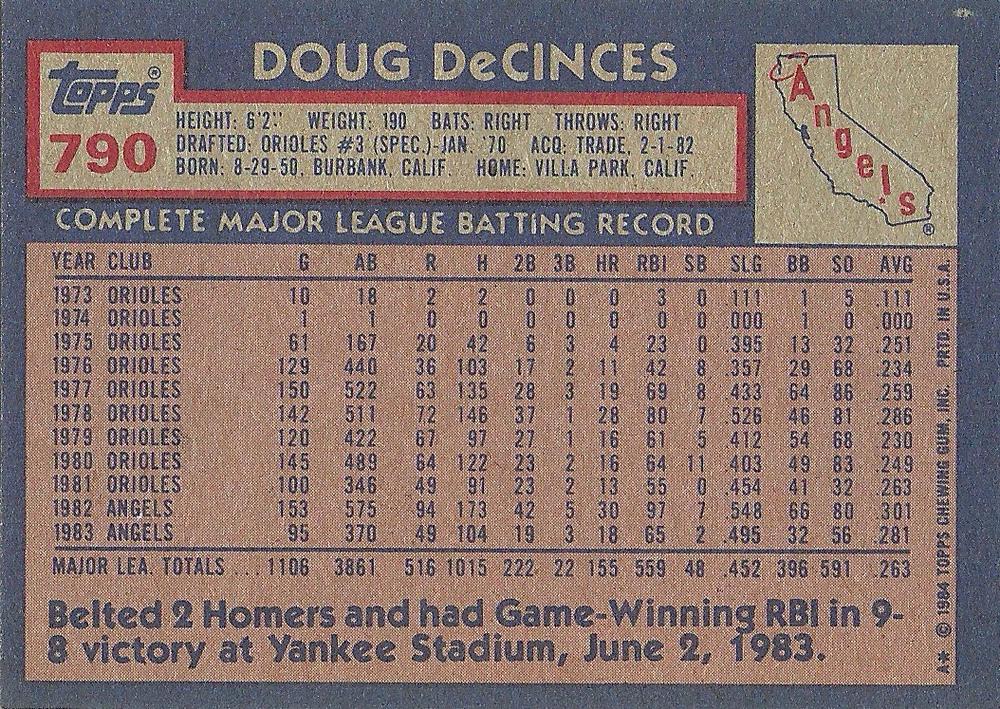 DOUG DeCINCES
TOPPS®
790
HEIGHT: 6'2" WEIGHT: 190 BATS: RIGHT THROWS: RIGHT
DRAFTED: ORIOLES #3 (SPEC.)-JAN. '70 ACQ: TRADE, 2-1-82
BORN: 8-29-50, BURBANK, CALIF. HOME: VILLA PARK, CALIF.
Angels®
COMPLETE MAJOR LEAGUE BATTING RECORD
YEAR CLUB G AB R H 2B 3B HR RBI SB SLG BB SO AVG
1973 ORIOLES 10 18 2 2 0 0 0 3 0 .111 1 5 .111
1974 ORIOLES 1 1 0 0 0 0 0 0 0 .000 1 0 .000
1975 ORIOLES 61 167 20 42 6 3 4 23 0 .395 13 32 .251
1976 ORIOLES 129 440 36 103 17 2 11 42 8 .357 29 68 .234
1977 ORIOLES 150 522 63 135 28 3 19 69 8 .433 64 86 .259
1978 ORIOLES 142 511 72 146 37 1 28 80 7 .526 46 81 .286
1979 ORIOLES 120 422 67 97 27 1 16 61 5 .412 54 68 .230
1980 ORIOLES 145 489 64 122 23 2 16 64 11 .403 49 83 .249
1981 ORIOLES 100 346 49 91 23 2 13 55 0 .454 41 32 .263
1982 ANGELS 153 575 94 173 42 5 30 97 7 .548 66 80 .301
1983 ANGELS 95 370 49 104 19 3 18 65 2 .495 32 56 .281
MAJOR LEA. TOTALS ... 1106 3861 516 1015 222 22 155 559 48 .452 396 591 .263
Belted 2 Homers and had Game-Winning RBI in 9-
8 victory at Yankee Stadium, June 2, 1983.
A* © 1984 TOPPS CHEWING GUM, INC. PRTD. IN U.S.A.